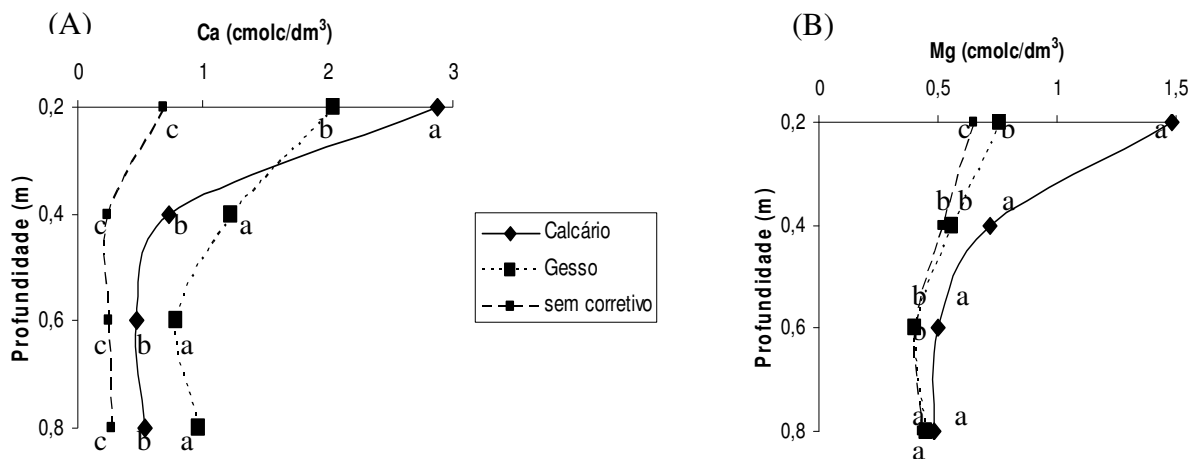 (A)
Ca (cmolc/dm³)
0 1 2 3
0,2
0,4
0,6
0,8
Profundidade (m)
c b a
c b a
c b a
c b a
Calcário
Gesso
sem corretivo
(B)
Mg (cmolc/dm³)
0 0,5 1 1,5
0,2
0,4
0,6
0,8
Profundidade (m)
c b a
b b a
b a
b
a a
a